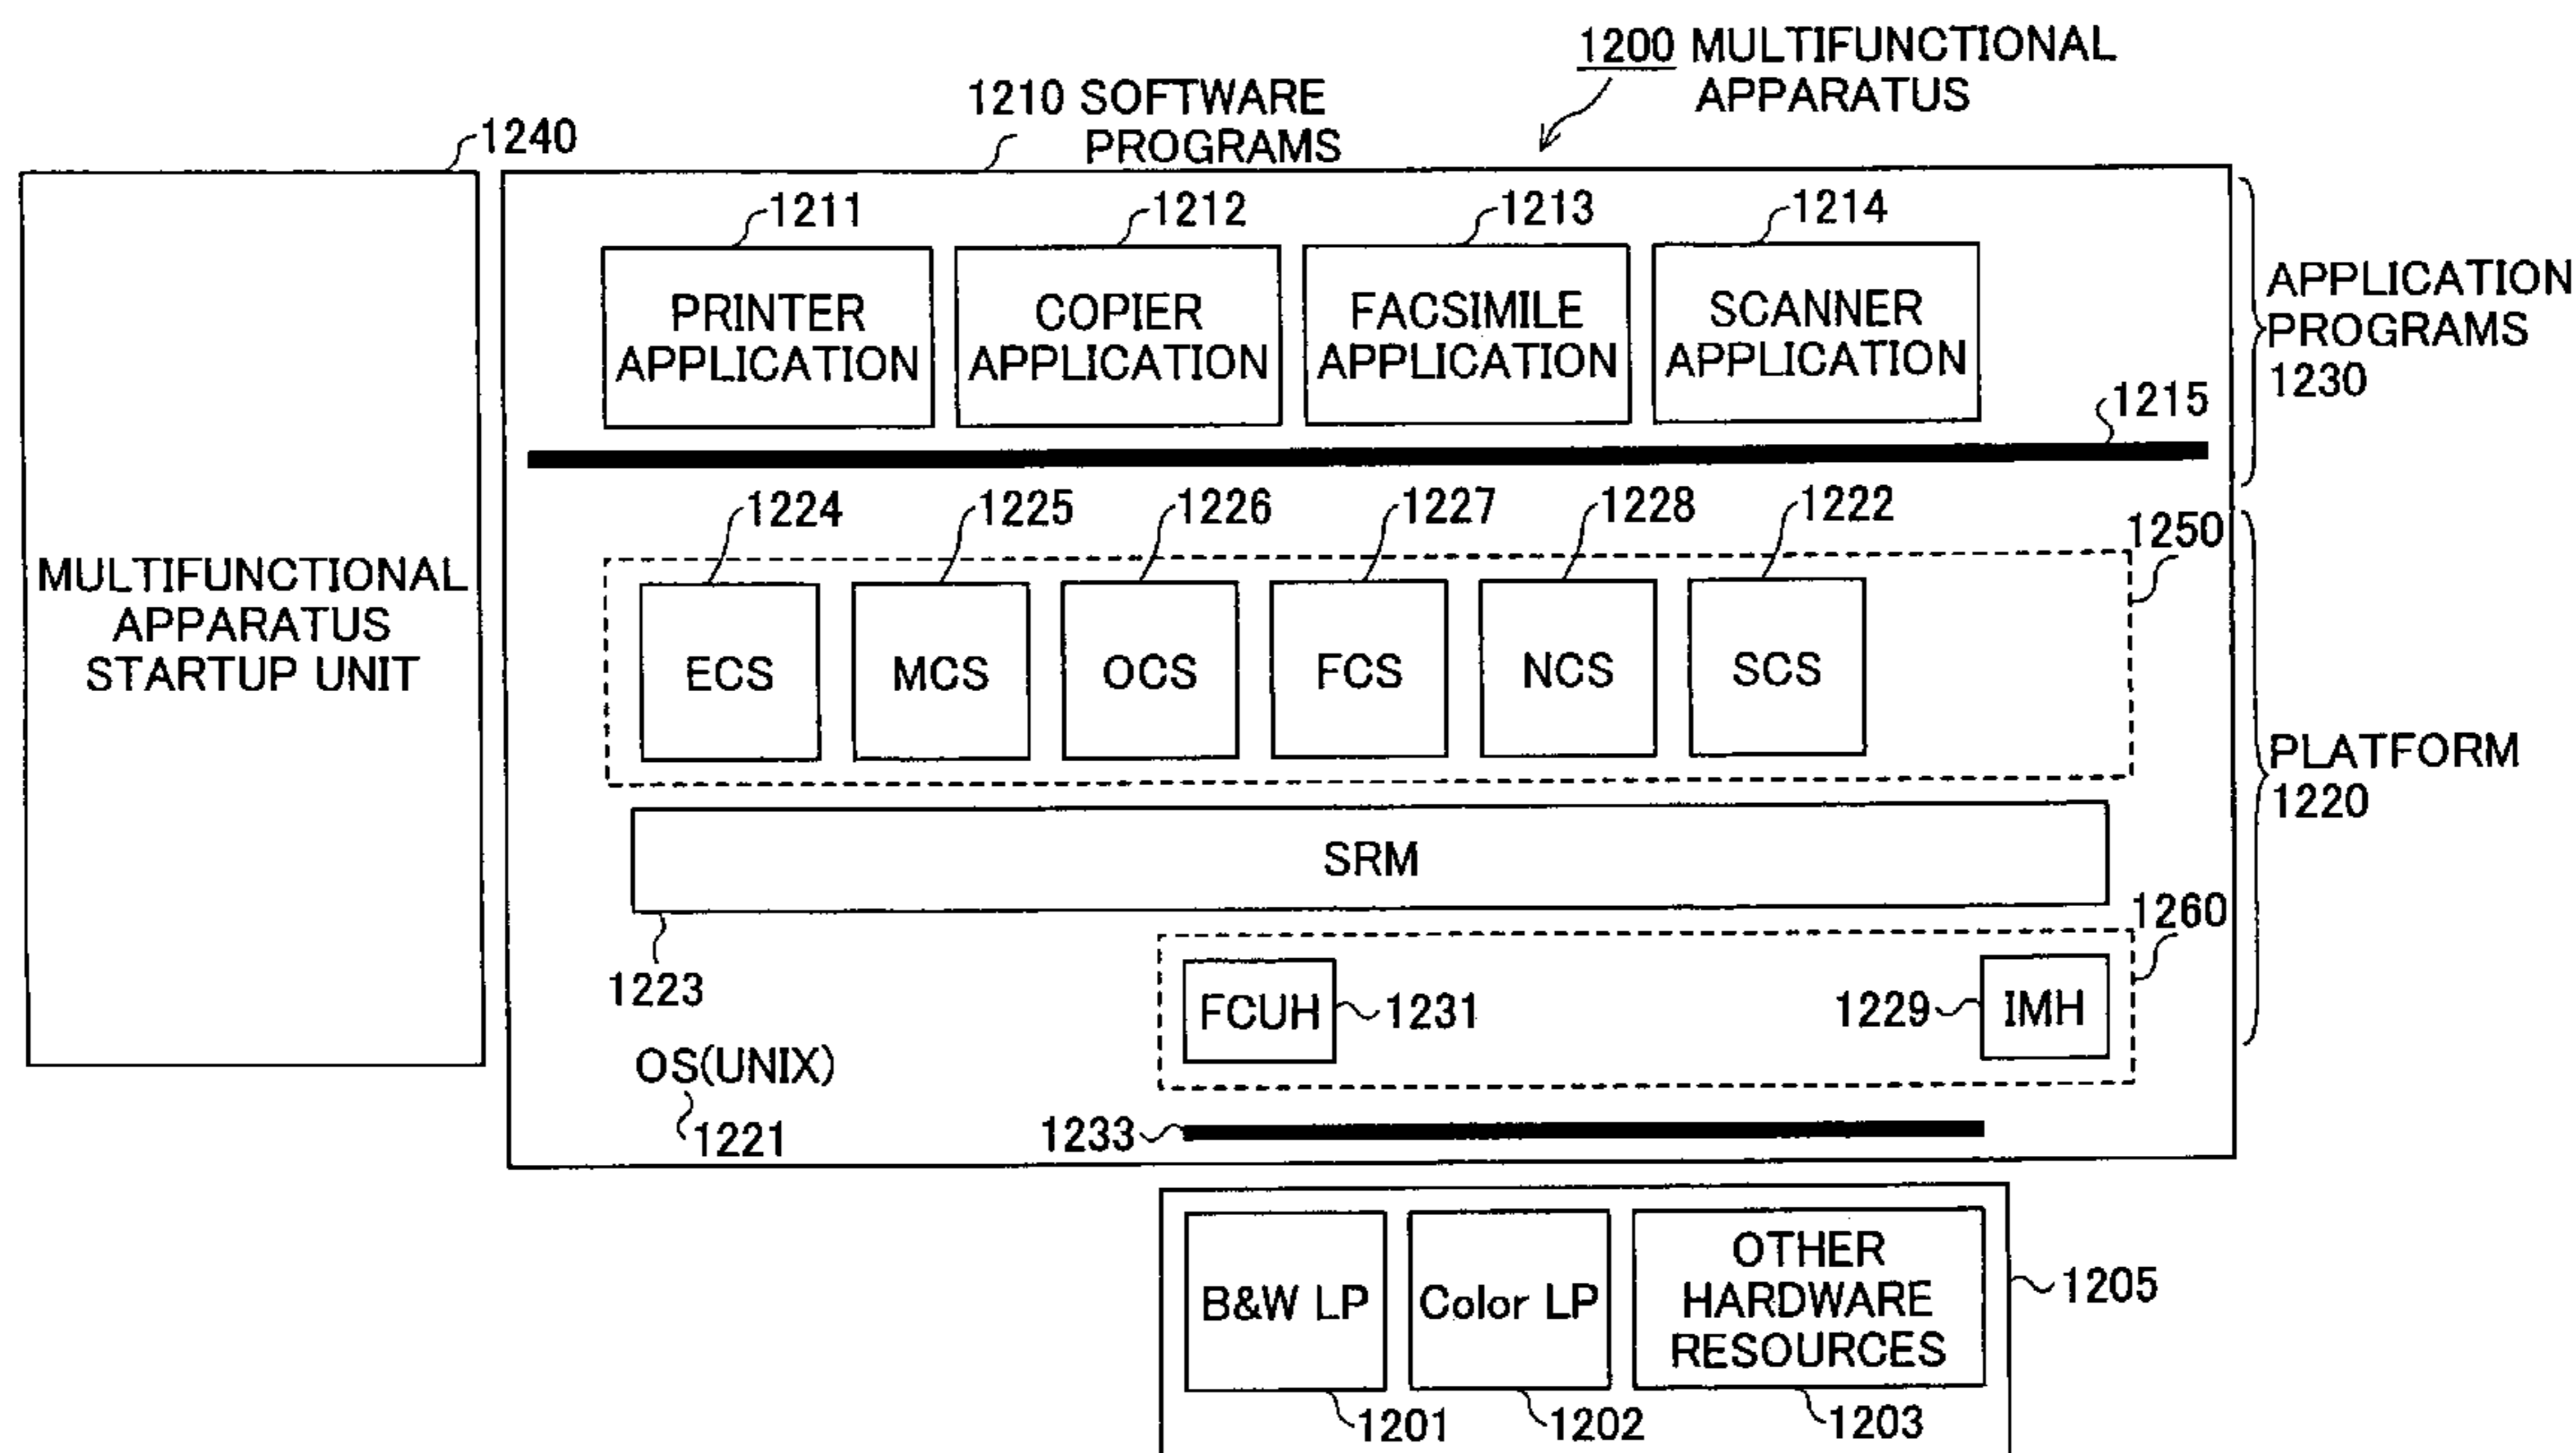 1200 MULTIFUNCTIONAL
APPARATUS
1210 SOFTWARE
PROGRAMS
1240
1211
1212
1213
1214
PRINTER
APPLICATION
COPIER
APPLICATION
FACSIMILE
APPLICATION
SCANNER
APPLICATION
APPLICATION
PROGRAMS
1230
1215
1224
1225
1226
1227
1228
1222
1250
MULTIFUNCTIONAL
APPARATUS
STARTUP UNIT
ECS
MCS
OCS
FCS
NCS
SCS
PLATFORM
1220
SRM
1223
1260
FCUH
1231
1229
IMH
OS(UNIX)
1221
1233
B&W LP
Color LP
OTHER
HARDWARE
RESOURCES
1205
1201
1202
1203